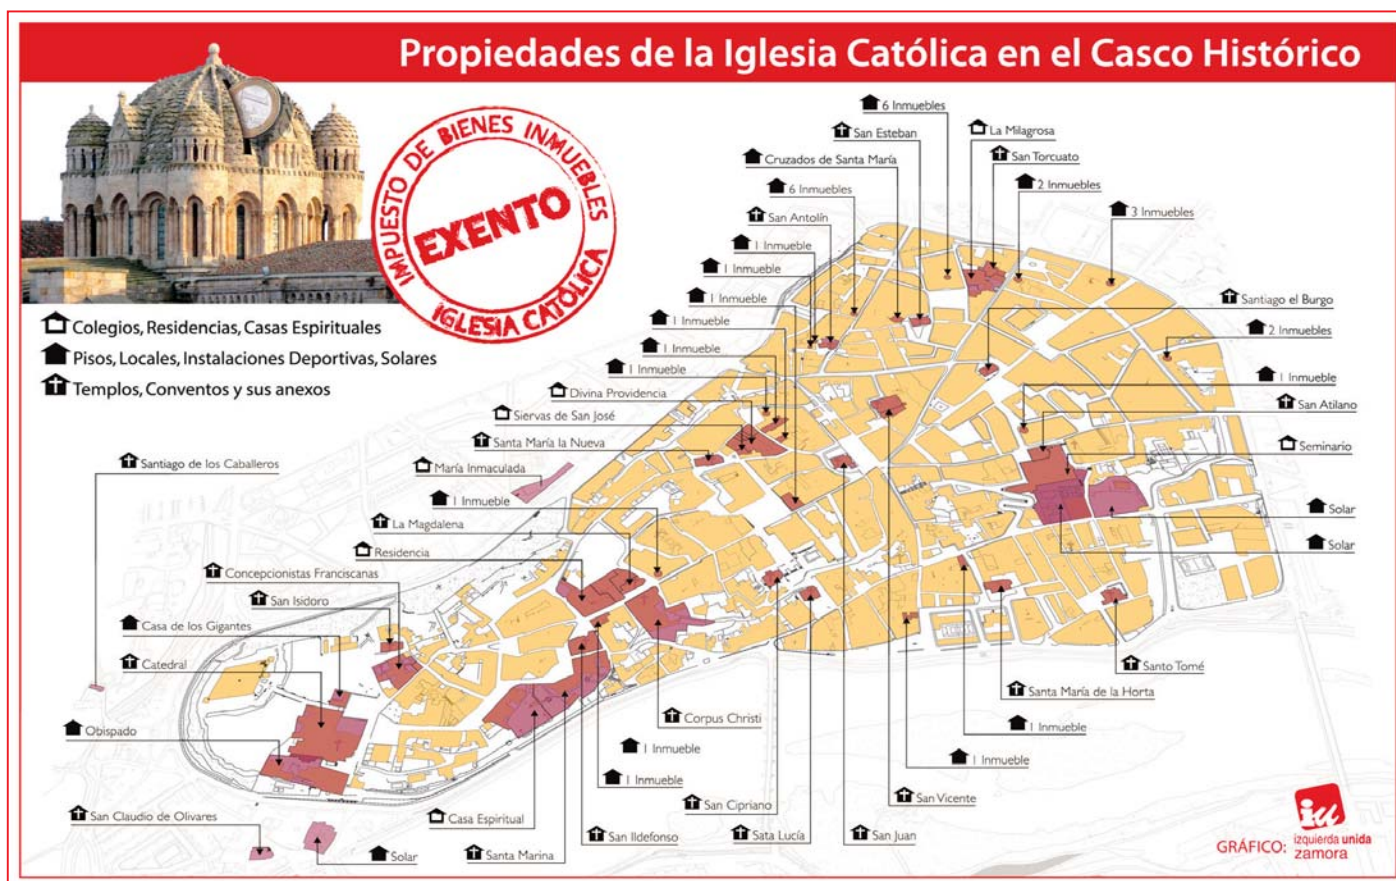 Propiedades de la Iglesia Católica en el Casco Histórico
IMPUESTO DE BIENES INMUEBLES
EXENTO
IGLESIA CATÓLICA
Colegios, Residencias, Casas Espirituales
Pisos, Locales, Instalaciones Deportivas, Solares
Templos, Conventos y sus anexos
6 Inmuebles
San Esteban
La Milagrosa
Cruzados de Santa María
San Torcuato
6 Inmuebles
2 Inmuebles
San Antolín
3 Inmuebles
1 Inmueble
1 Inmueble
1 Inmueble
1 Inmueble
1 Inmueble
1 Inmueble
Santiago el Burgo
2 Inmuebles
1 Inmueble
San Atilano
Seminario
Solar
Solar
Divina Providencia
Siervas de San José
Santa María la Nueva
Santiago de los Caballeros
María Inmaculada
1 Inmueble
La Magdalena
Residencia
Concepcionistas Franciscanas
San Isidoro
Casa de los Gigantes
Catedral
Obispado
San Claudio de Olivares
Solar
Casa Espiritual
Santa Marina
San Ildefonso
1 Inmueble
1 Inmueble
Corpus Christi
San Cipriano
Sata Lucía
San Juan
San Vicente
1 Inmueble
1 Inmueble
Santa María de la Horta
Santo Tomé
GRÁFICO:
iu
izquierda unida
zamora